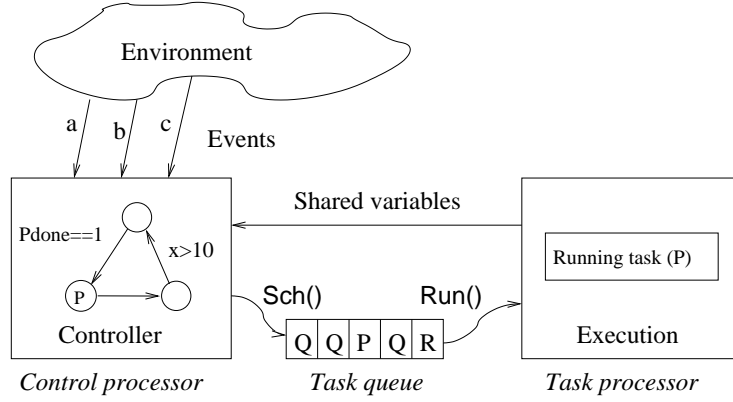 Environment
a
b
c
Events
Shared variables
Pdone==1
x>10
P
Running task (P)
Sch()
Run()
Controller
Q Q P Q R
Execution
Control processor
Task queue
Task processor